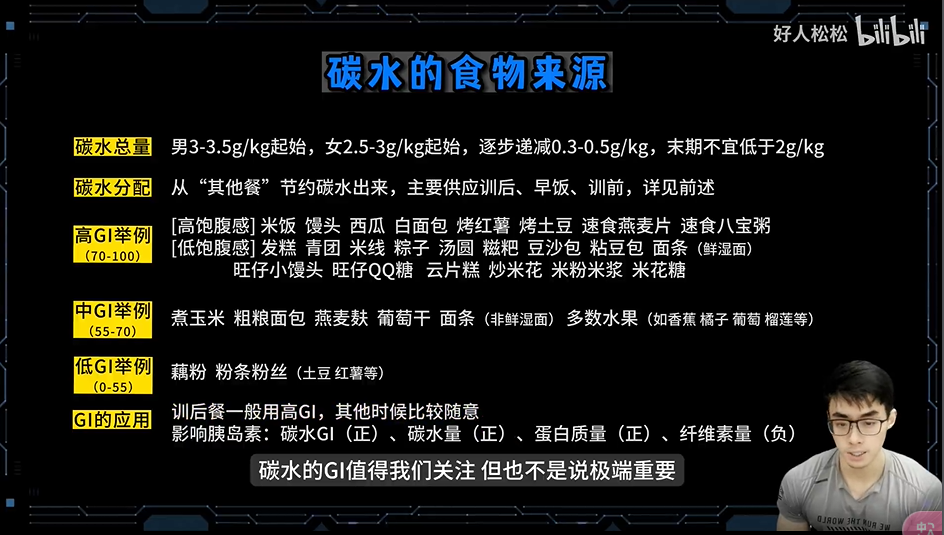 好人松松 bilibili
碳水的食物来源
碳水总量 男3-3.5g/kg起始，女2.5-3g/kg起始，逐步递减0.3-0.5g/kg，末期不宜低于2g/kg
碳水分配 从“其他餐”节约碳水出来，主要供应训后、早饭、训前，详见前述
高GI举例
（70-100）
[高饱腹感] 米饭 馒头 西瓜 白面包 烤红薯 烤土豆 速食燕麦片 速食八宝粥
[低饱腹感] 发糕 青团 米线 粽子 汤圆 糍粑 豆沙包 粘豆包 面条（鲜湿面）
旺仔小馒头 旺仔QQ糖 云片糕 炒米花 米粉米浆 米花糖
中GI举例
（55-70）
煮玉米 粗粮面包 燕麦麸 葡萄干 面条（非鲜湿面） 多数水果（如香蕉 橘子 葡萄 榴莲等）
低GI举例
（0-55）
藕粉 粉条粉丝（土豆 红薯等）
GI的应用
训后餐一般用高GI，其他时候比较随意
影响胰岛素：碳水GI（正）、碳水量（正）、蛋白质量（正）、纤维素量（负）
碳水的GI值得我们关注 但也不是说极端重要
WE RUN THE
WORLD